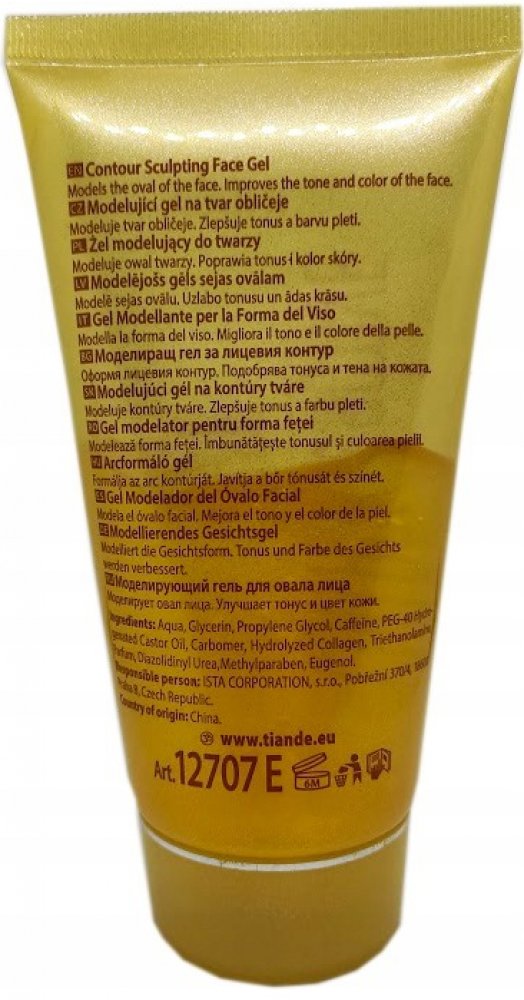 EN Contour Sculpting Face Gel
Models the oval of the face. Improves the tone and color of the face.
CZ Modelující gel na tvar obličeje
Modeluje tvar obličeje. Zlepšuje tonus a barvu pleti.
PL Żel modelujący do twarzy
Modeluje owal twarzy. Poprawia tonus i kolor skóry.
LV Modelējošs gēls sejas ovālam
Modelē sejas ovālu. Uzlabo tonusu un ādas krāsu.
IT Gel Modellante per la Forma del Viso
Modella la forma del viso. Migliora il tono e il colore della pelle.
BG Моделиращ гел за лицевия контур
Оформя лицевия контур. Подобрява тонуса и тена на кожата.
SK Modelujúci gél na kontúry tváre
Modeluje kontúry tváre. Zlepšuje tonus a farbu pleti.
RO Gel modelator pentru forma feței
Modelează forma feței. Îmbunătățește tonusul și culoarea pielii.
HU Arcformáló gél
Formálja az arc kontúrját. Javítja a bőr tónusát és színét.
ES Gel Modelador del Óvalo Facial
Modela el óvalo facial. Mejora el tono y el color de la piel.
DE Modellierendes Gesichtsgel
Modelliert die Gesichtsform. Tonus und Farbe des Gesichts
werden verbessert.
RU Моделирующий гель для овала лица
Моделирует овал лица. Улучшает тонус и цвет кожи.
Ingredients: Aqua, Glycerin, Propylene Glycol, Caffeine, PEG-40 Hydro-
genated Castor Oil, Carbomer, Hydrolyzed Collagen, Triethanolamine,
Parfum, Diazolidinyl Urea, Methylparaben, Eugenol.
Responsible person: ISTA CORPORATION, s.r.o., Pobřežní 370/4, 18600
Praha 8, Czech Republic.
Country of origin: China.
www.tiande.eu
Art. 12707 E 6M